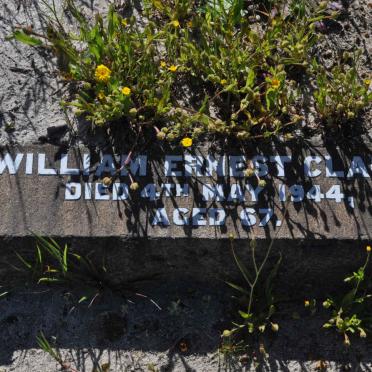 WILLIAM ERNEST CLA
DIED 4TH MAY 1944,
AGED 67.